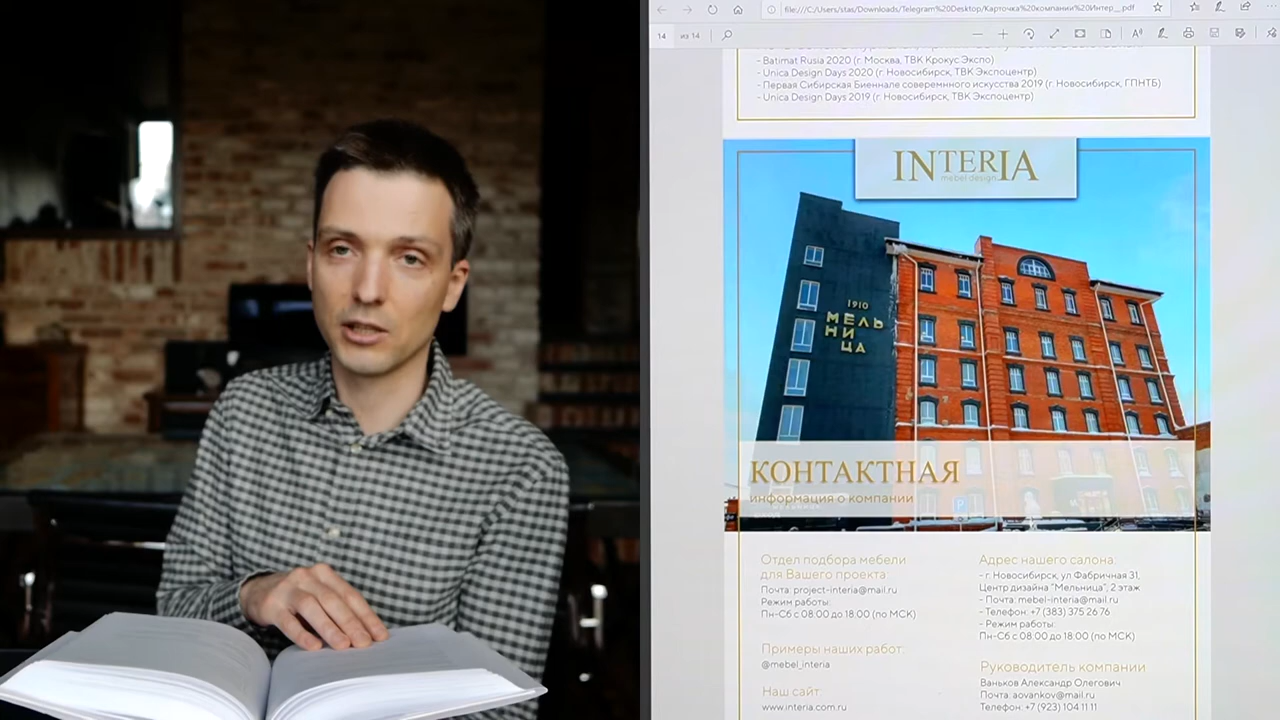 file:///C:/Users/stas/Downloads/Telegram%20Desktop/Карточка%20компании%20Интер__.pdf
14 из 14
- Batimat Rusia 2020 (г. Москва, ТВК Крокус Экспо)
- Unica Design Days 2020 (г. Новосибирск, ТВК Экспоцентр)
- Первая Сибирская Биеннале соверемнного искусства 2019 (г. Новосибирск, ГПНТБ)
- Unica Design Days 2019 (г. Новосибирск, ТВК Экспоцентр)
INTERIA
mebel design
1910
МЕЛЬ
НИ
ЦА
КОНТАКТНАЯ
информация о компании
Отдел подбора мебели
для Вашего проекта
Почта: project-interia@mail.ru
Режим работы:
Пн-Сб с 08.00 до 18.00 (по МСК)
Примеры наших работ:
@mebel_interia
Наш сайт:
www.interia.com.ru
Адрес нашего салона:
- г. Новосибирск, ул Фабричная 31,
Центр дизайна "Мельница", 2 этаж
- Почта: mebel-interia@mail.ru
- Телефон: +7 (383) 375 26 76
- Режим работы:
Пн-Сб с 08.00 до 18.00 (по МСК)
Руководитель компании
Ваньков Александр Олегович
Почта: aovankov@mail.ru
Телефон: +7 (923) 104 11 11